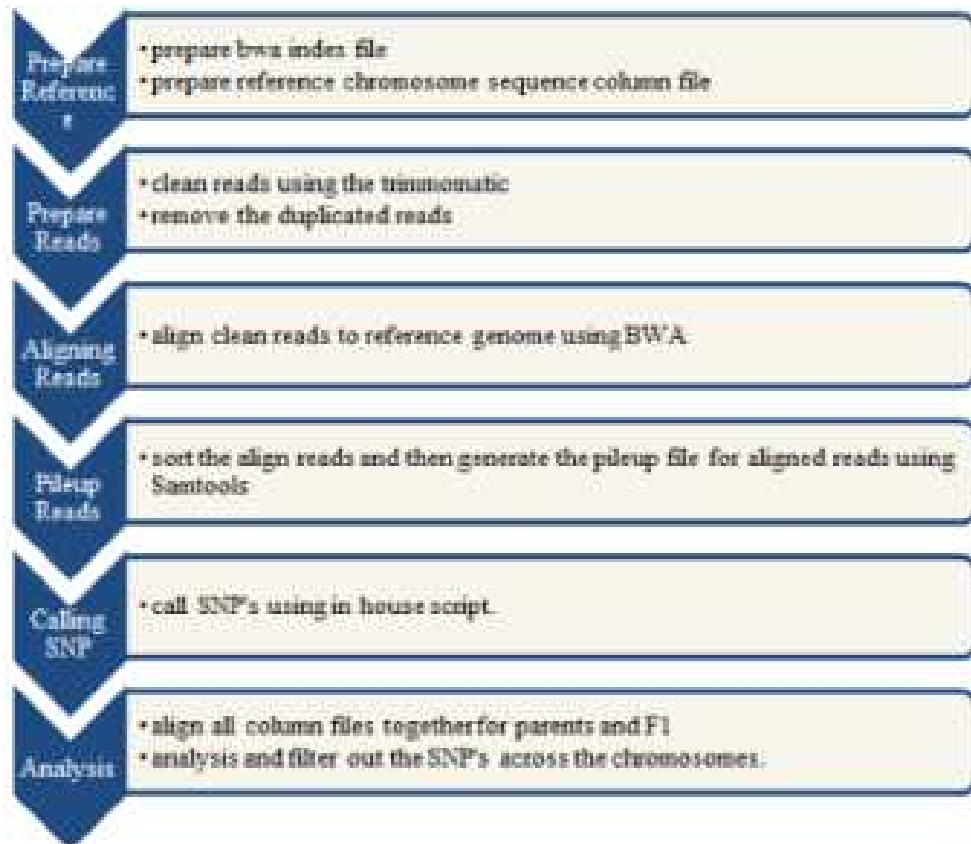 Prepare
Referenc
e
• prepare bwa index file
• prepare reference chromosome sequence column file
Prepare
Reads
• clean reads using the trimmomatic
• remove the duplicated reads
Aligning
Reads
• align clean reads to reference genome using BWA
Pileup
Reads
• sort the align reads and then generate the pileup file for aligned reads using
Samtools
Calling
SNP
• call SNP's using in house script.
Analysis
• align all column files together for parents and F1
• analysis and filter out the SNP's across the chromosomes.